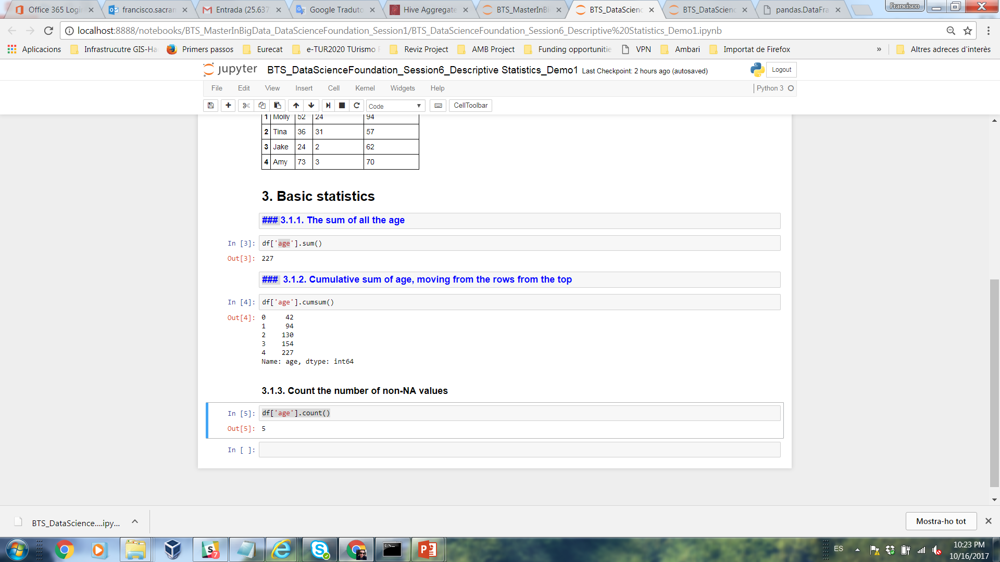 Office 365 Logi
francisco.sacram
Entrada (25.637
Google Traduto
Hive Aggregate
BTS_MasterInBi
BTS_DataScienc
BTS_DataScienc
pandas.DataFra
Francisco
localhost:8888/notebooks/BTS_MasterInBigData_DataScienceFoundation_Session1/BTS_DataScienceFoundation_Session6_Descriptive%20Statistics_Demo1.ipynb
Aplicacions
Infrastrucutre GIS-Ha
Primers passos
Eurecat
e-TUR2020 TUrismo
Reviz Project
AMB Project
Funding opportunitie
VPN
Ambari
Importat de Firefox
»
Altres adreces d'interès
jupyter BTS_DataScienceFoundation_Session6_Descriptive Statistics_Demo1 Last Checkpoint: 2 hours ago (autosaved)
Logout
File Edit View Insert Cell Kernel Widgets Help
Python 3
Code
CellToolbar
1 Molly 52 24 94
2 Tina 36 31 57
3 Jake 24 2 62
4 Amy 73 3 70
3. Basic statistics
### 3.1.1. The sum of all the age
In [3]: df['age'].sum()
Out[3]: 227
### 3.1.2. Cumulative sum of age, moving from the rows from the top
In [4]: df['age'].cumsum()
Out[4]: 0 42
1 94
2 130
3 154
4 227
Name: age, dtype: int64
3.1.3. Count the number of non-NA values
In [5]: df['age'].count()
Out[5]: 5
In [ ]:
BTS_DataScience....ipy...
Mostra-ho tot
7
ES
10:23 PM
10/16/2017